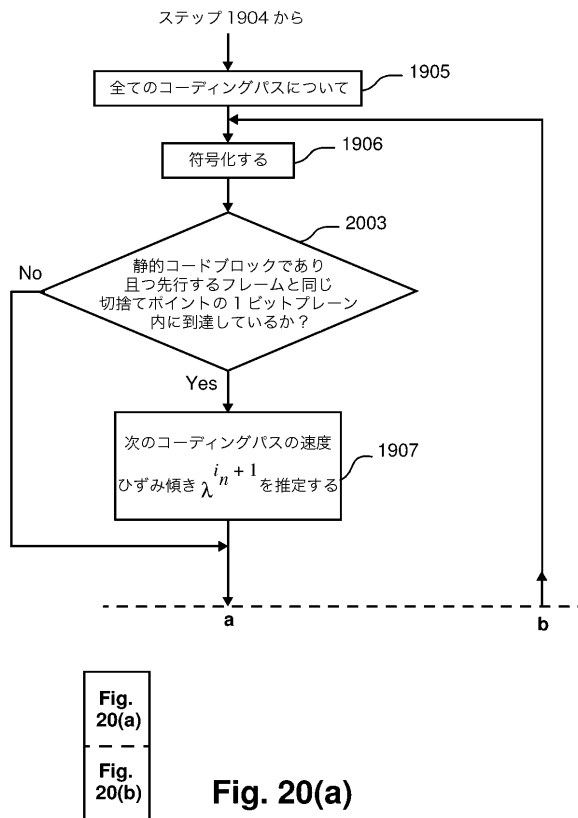 ステップ 1904 から
全てのコーディングパスについて
1905
符号化する
1906
2003
静的コードブロックであり
且つ先行するフレームと同じ
切捨てポイントの 1 ビットプレーン
内に到達しているか？
No
Yes
次のコーディングパスの速度
ひずみ傾き λ^{i_n + 1} を推定する
1907
a
b
Fig.
20(a)
Fig.
20(b)
Fig. 20(a)